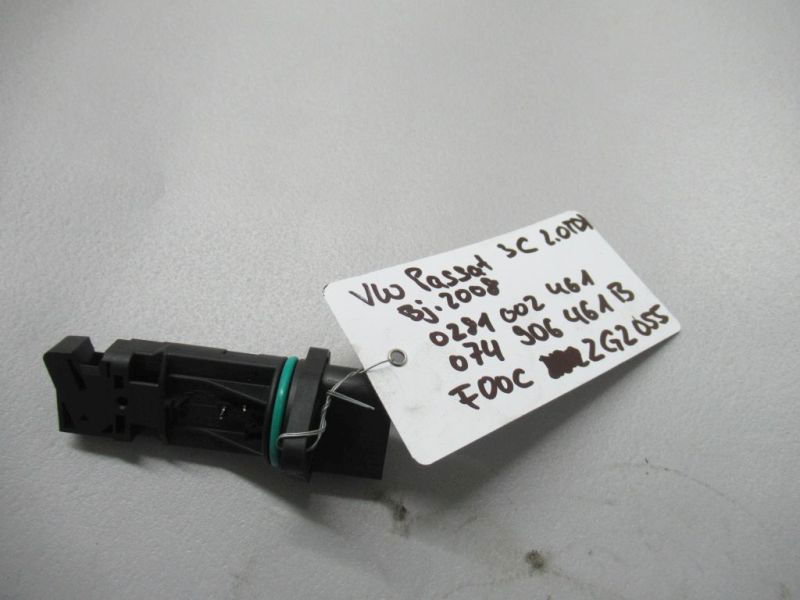 VW Passat 3C 2.0TDI
Bj. 2008
0281 002 461
074 906 461 B
F00C 2G2 055